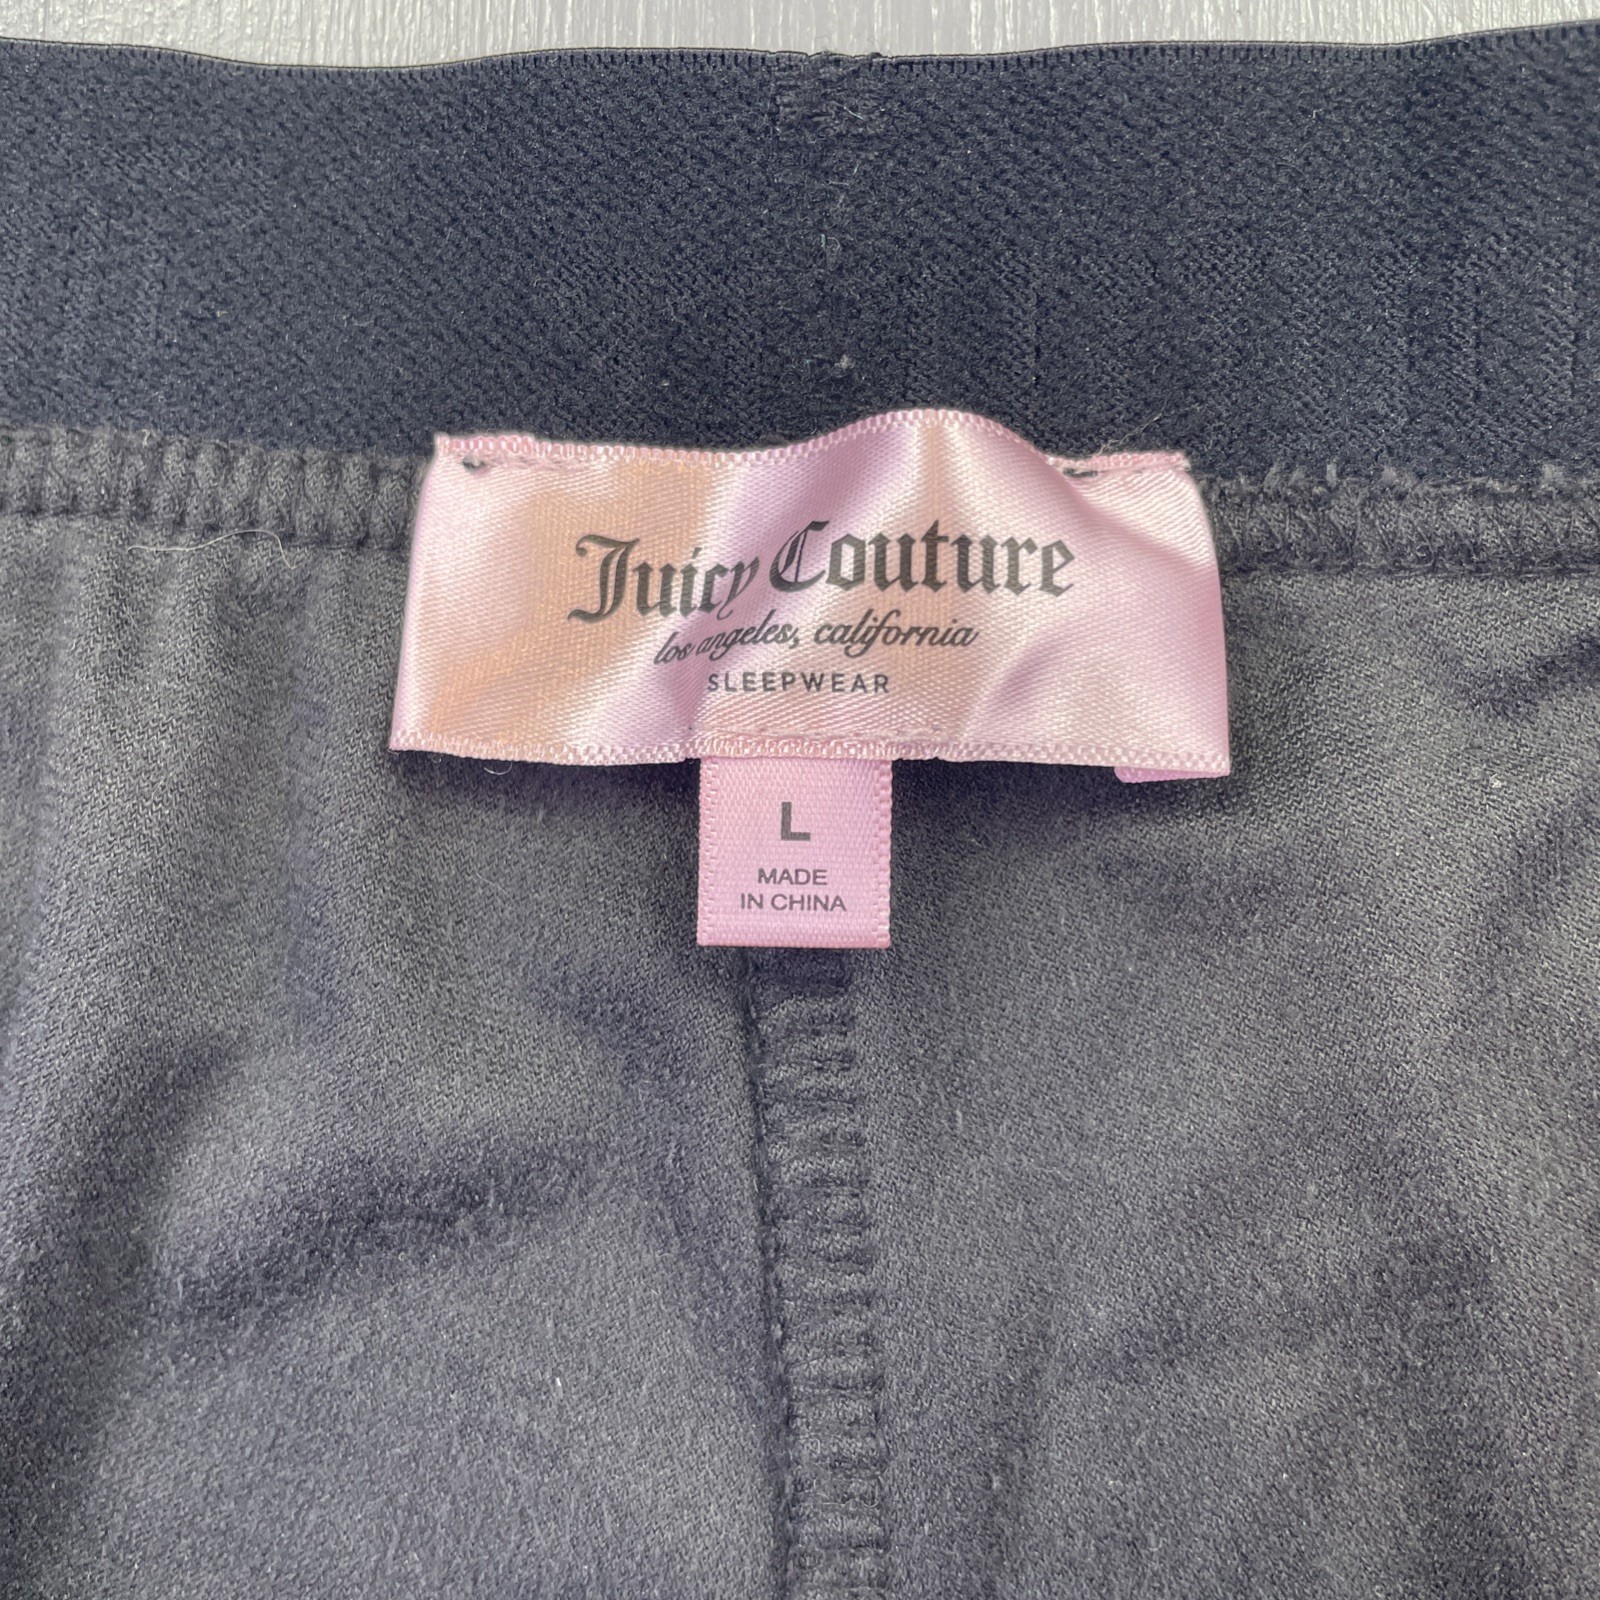 Juicy Couture
los angeles, california
SLEEPWEAR
L
MADE
IN CHINA